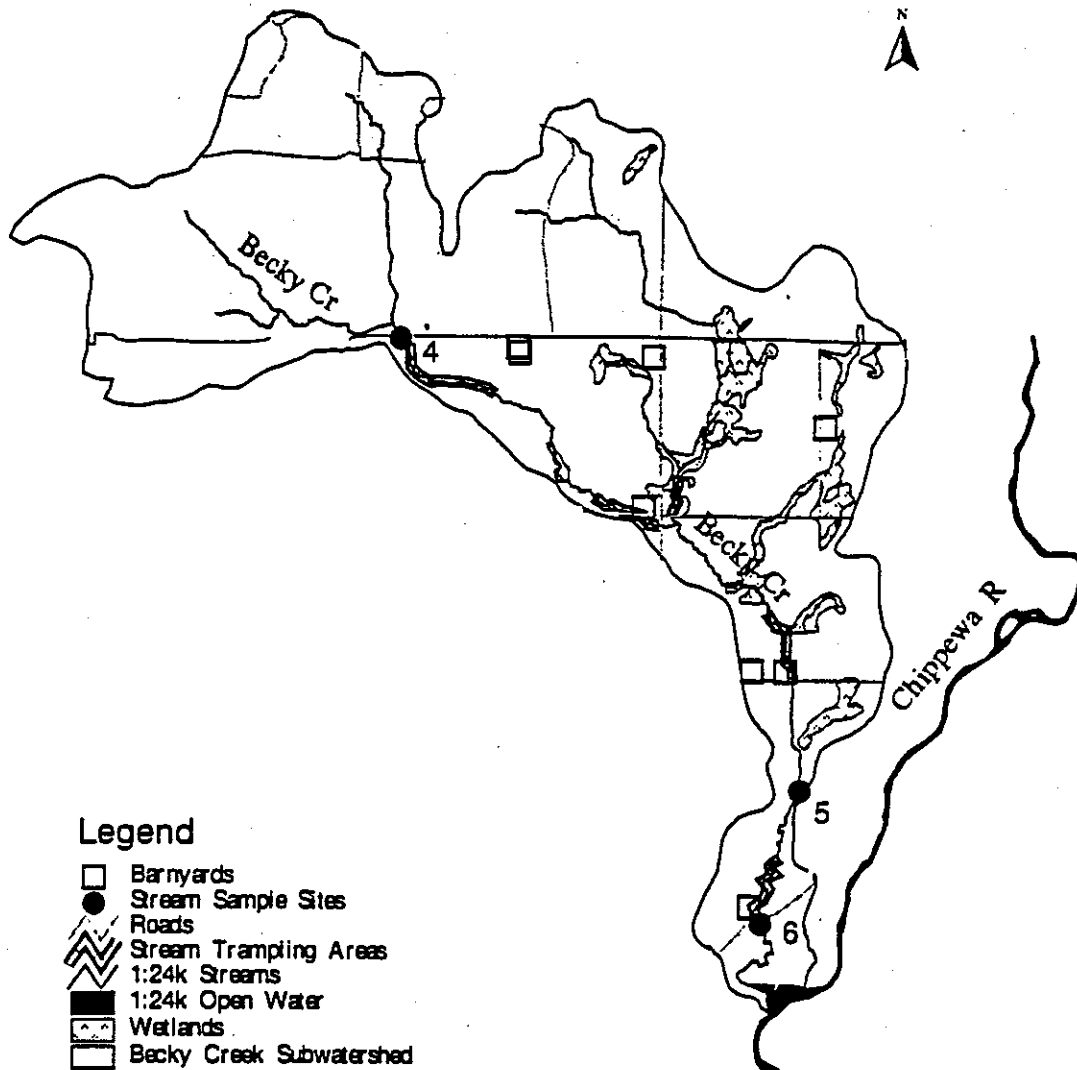 N
Becky Cr
4
Becky Cr
Chippewa R
5
6
Legend
Barnyards
Stream Sample Sites
Roads
Stream Trampling Areas
1:24k Streams
1:24k Open Water
Wetlands
Becky Creek Subwatershed